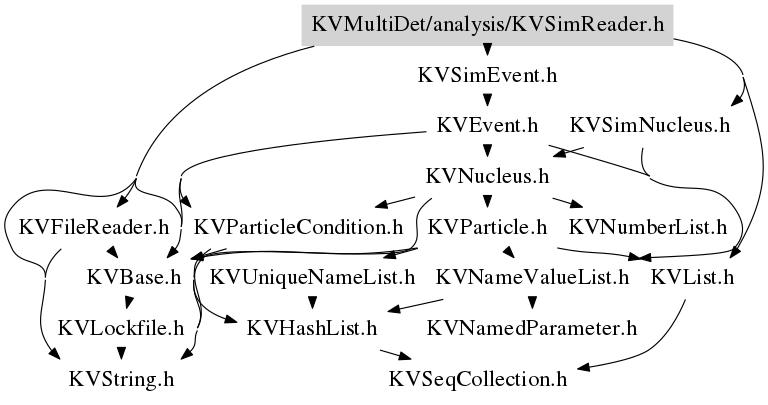 KVMultiDet/analysis/KVSimReader.h
KVSimEvent.h
KVEvent.h
KVSimNucleus.h
KVNucleus.h
KVFileReader.h
KVParticleCondition.h
KVParticle.h
KVNumberList.h
KVBase.h
KVUniqueNameList.h
KVNameValueList.h
KVList.h
KVLockfile.h
KVHashList.h
KVNamedParameter.h
KVString.h
KVSeqCollection.h